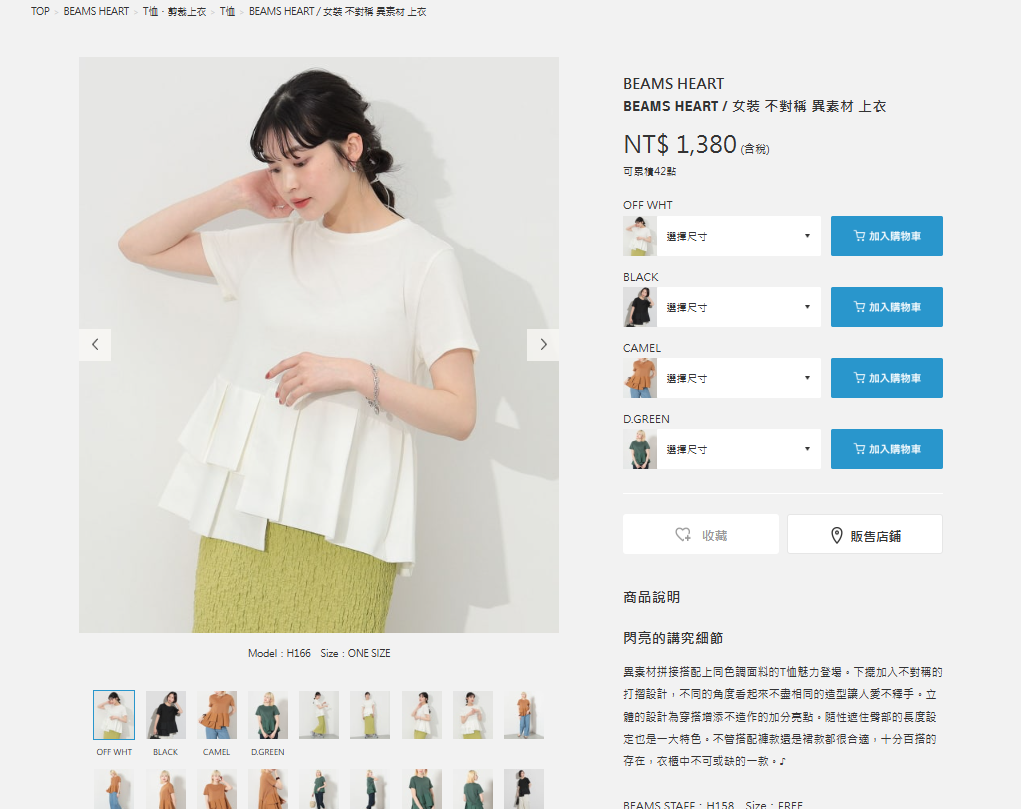 TOP > BEAMS HEART > T恤・剪裁上衣 > T恤 > BEAMS HEART / 女裝 不對稱 異素材 上衣
BEAMS HEART
BEAMS HEART / 女裝 不對稱 異素材 上衣
NT$ 1,380 (含稅)
可累積42點
OFF WHT
選擇尺寸
加入購物車
BLACK
選擇尺寸
加入購物車
CAMEL
選擇尺寸
加入購物車
D.GREEN
選擇尺寸
加入購物車
收藏
販售店鋪
商品說明
閃亮的講究細節
異素材拼接搭配上同色調面料的T恤魅力登場。下擺加入不對稱的
打摺設計，不同的角度看起來不盡相同的造型讓人愛不釋手。立
體的設計為穿搭增添不造作的加分亮點。隨性遮住臀部的長度設
定也是一大特色。不管搭配褲款還是裙款都很合適，十分百搭的
存在，衣櫃中不可或缺的一款。♪
BEAMS STAFF：H158 Size：FREE
Model：H166 Size：ONE SIZE
OFF WHT
BLACK
CAMEL
D.GREEN